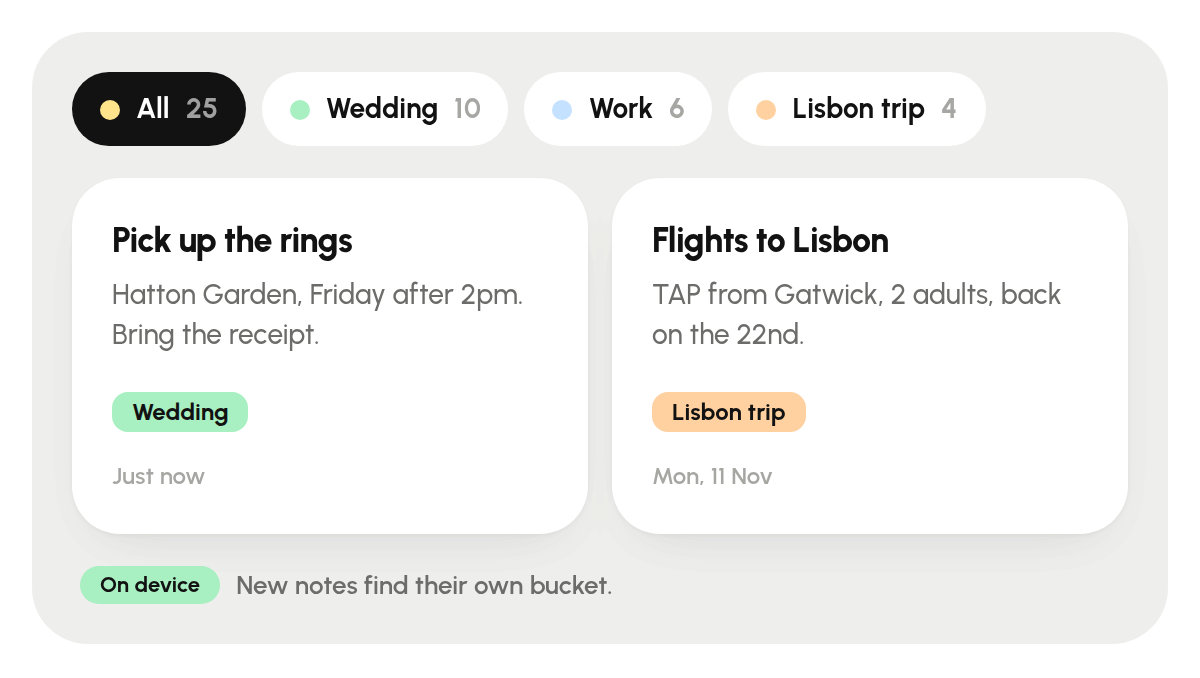 All 25
Wedding 10
Work 6
Lisbon trip 4
Pick up the rings
Hatton Garden, Friday after 2pm.
Bring the receipt.
Wedding
Just now
Flights to Lisbon
TAP from Gatwick, 2 adults, back
on the 22nd.
Lisbon trip
Mon, 11 Nov
On device
New notes find their own bucket.